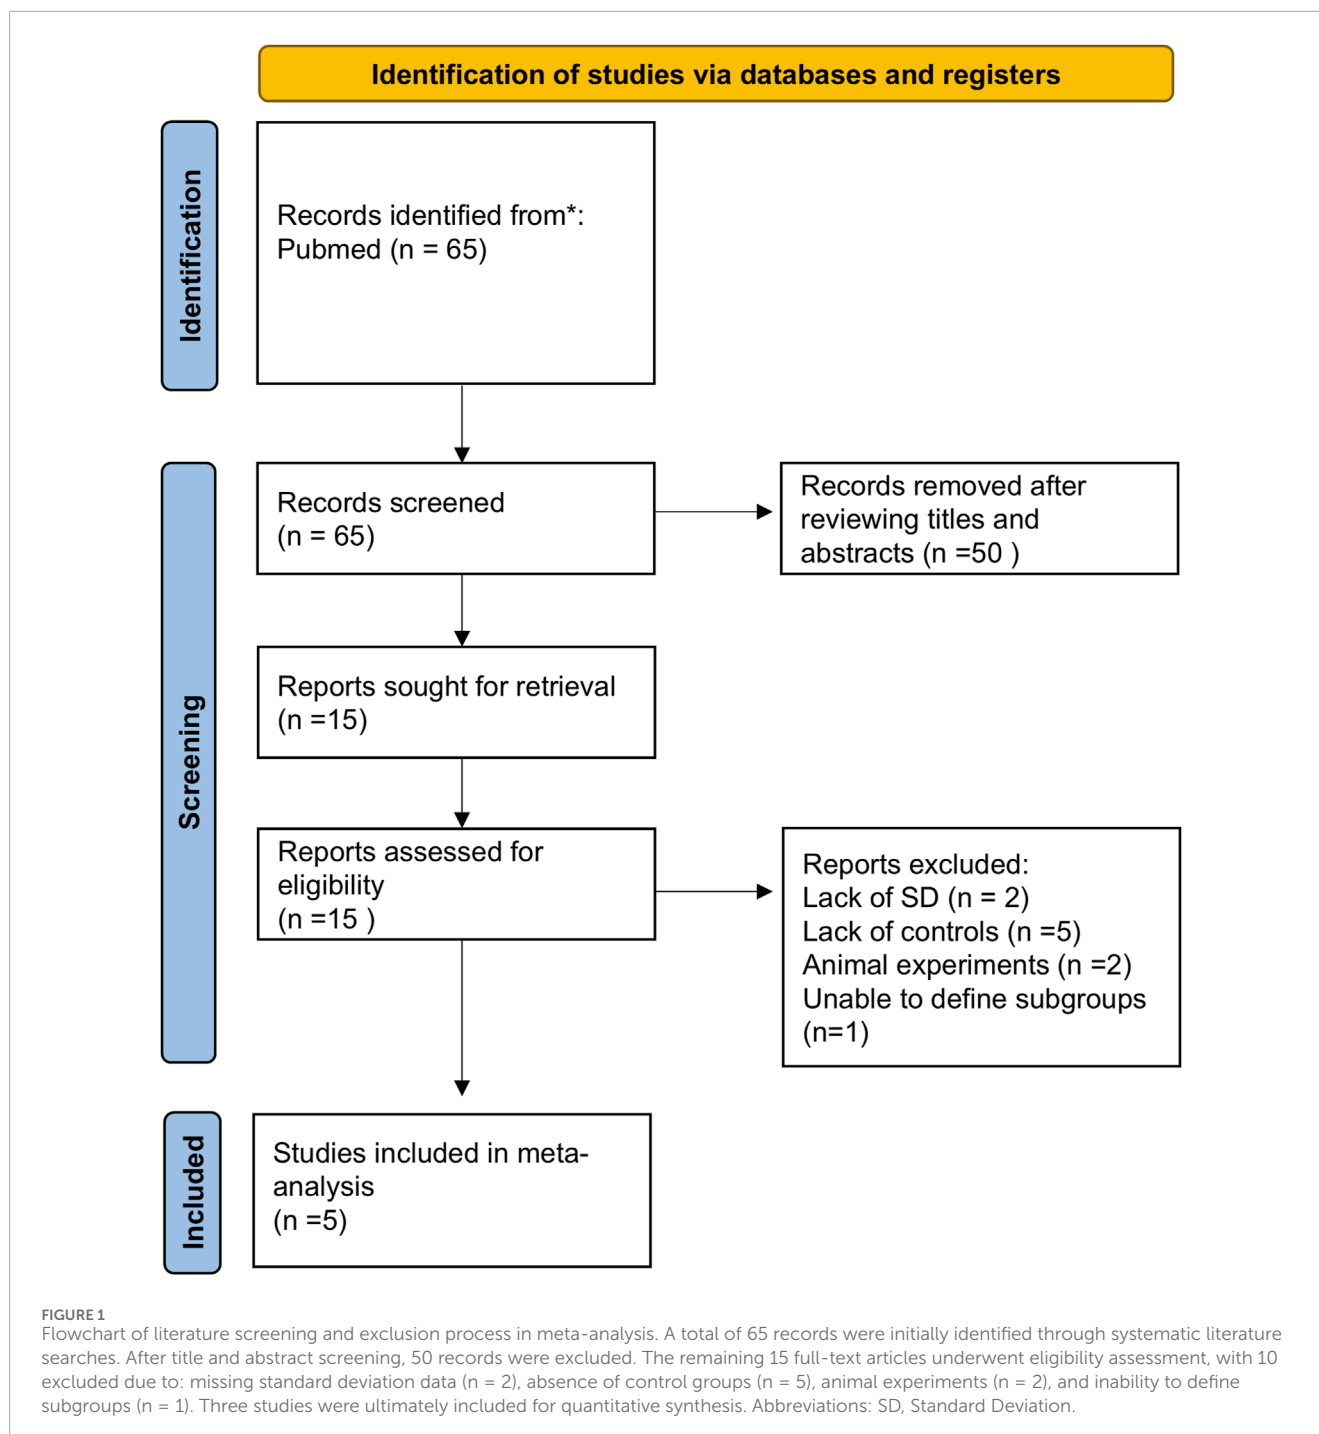 Identification of studies via databases and registers
Identification
Records identified from*:
Pubmed (n = 65)
Screening
Records screened
(n = 65)
Records removed after
reviewing titles and
abstracts (n =50 )
Reports sought for retrieval
(n =15)
Reports assessed for
eligibility
(n =15 )
Reports excluded:
Lack of SD (n = 2)
Lack of controls (n =5)
Animal experiments (n =2)
Unable to define subgroups
(n=1)
Included
Studies included in meta-
analysis
(n =5)
FIGURE 1
Flowchart of literature screening and exclusion process in meta-analysis. A total of 65 records were initially identified through systematic literature
searches. After title and abstract screening, 50 records were excluded. The remaining 15 full-text articles underwent eligibility assessment, with 10
excluded due to: missing standard deviation data (n = 2), absence of control groups (n = 5), animal experiments (n = 2), and inability to define
subgroups (n = 1). Three studies were ultimately included for quantitative synthesis. Abbreviations: SD, Standard Deviation.